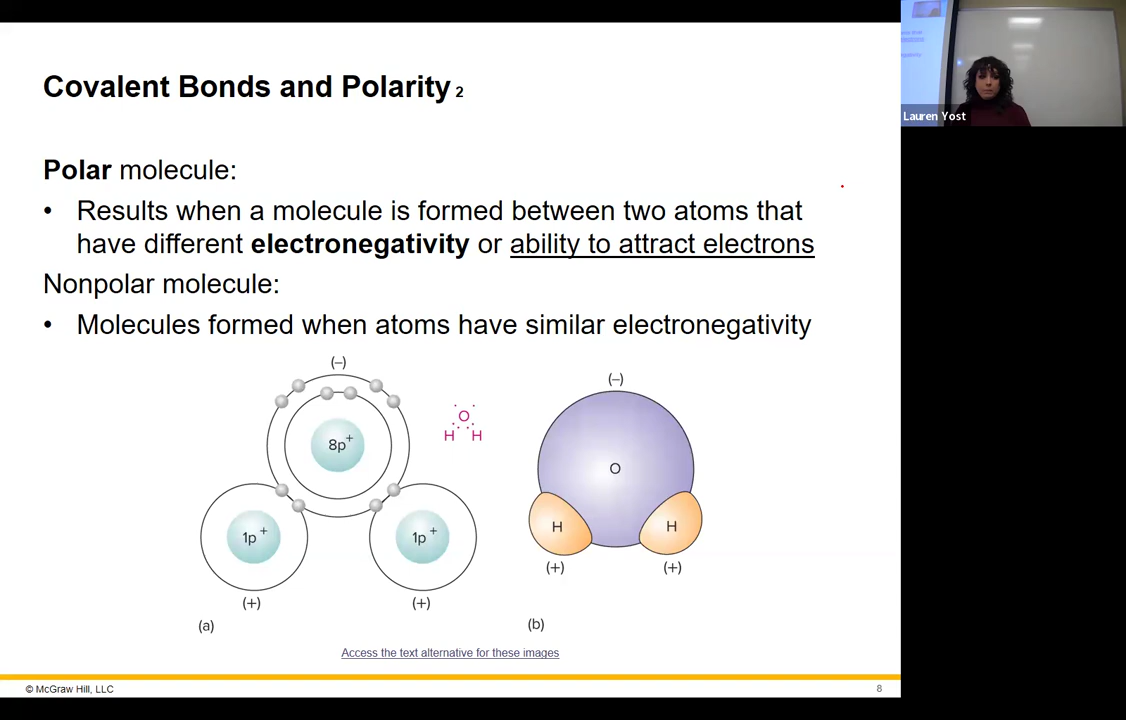 Covalent Bonds and Polarity 2
Lauren Yost
Polar molecule:
• Results when a molecule is formed between two atoms that
have different electronegativity or ability to attract electrons
Nonpolar molecule:
• Molecules formed when atoms have similar electronegativity
(–)
8p+
1p+
1p+
(+)
(+)
(a)
O
H H
(–)
O
H
H
(+)
(+)
(b)
Access the text alternative for these images
© McGraw Hill, LLC
8